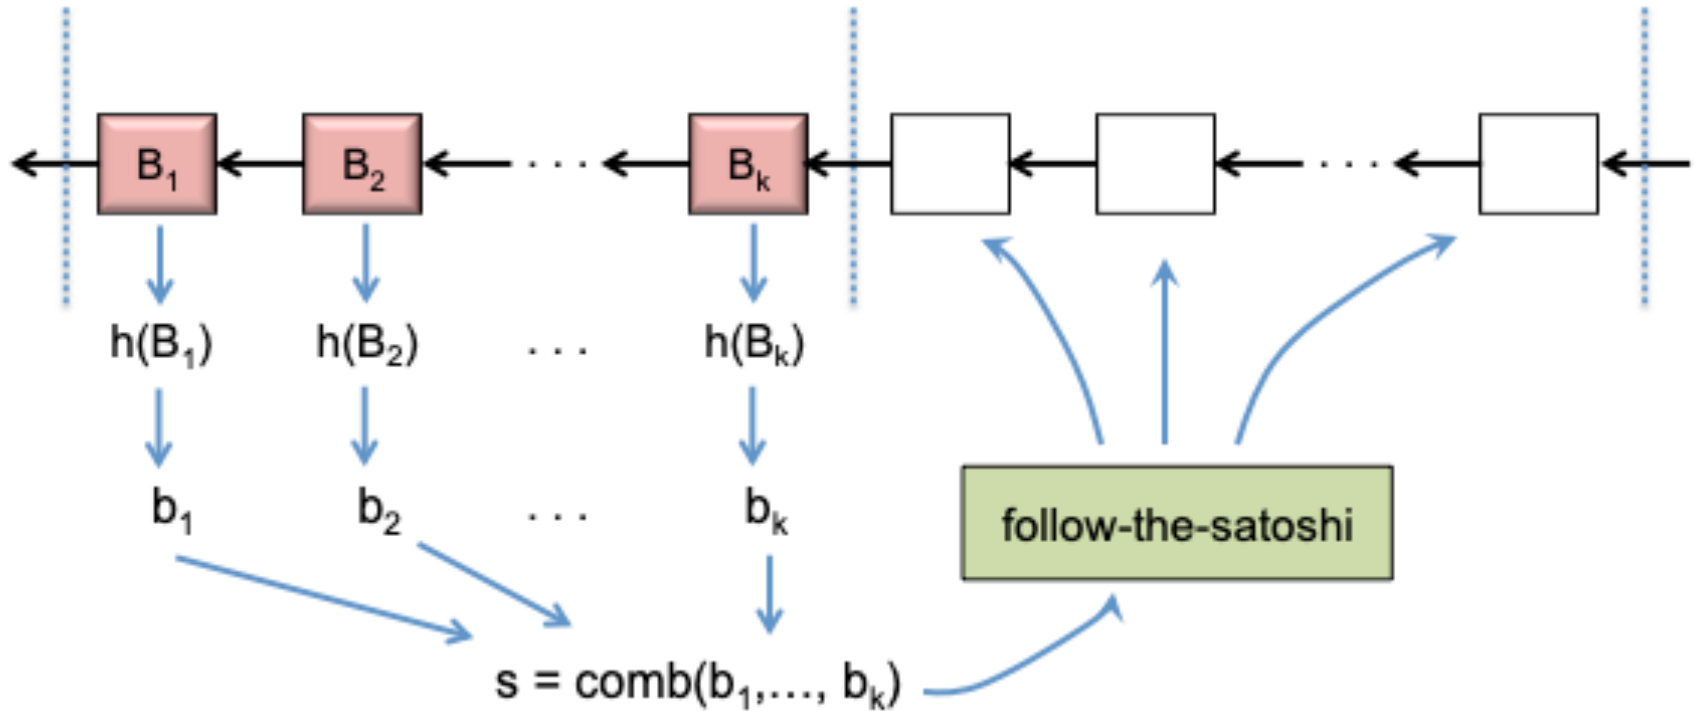 B₁ B₂ . . . Bₖ . . .
h(B₁) h(B₂) . . . h(Bₖ)
b₁ b₂ . . . bₖ
follow-the-satoshi
s = comb(b₁,..., bₖ)